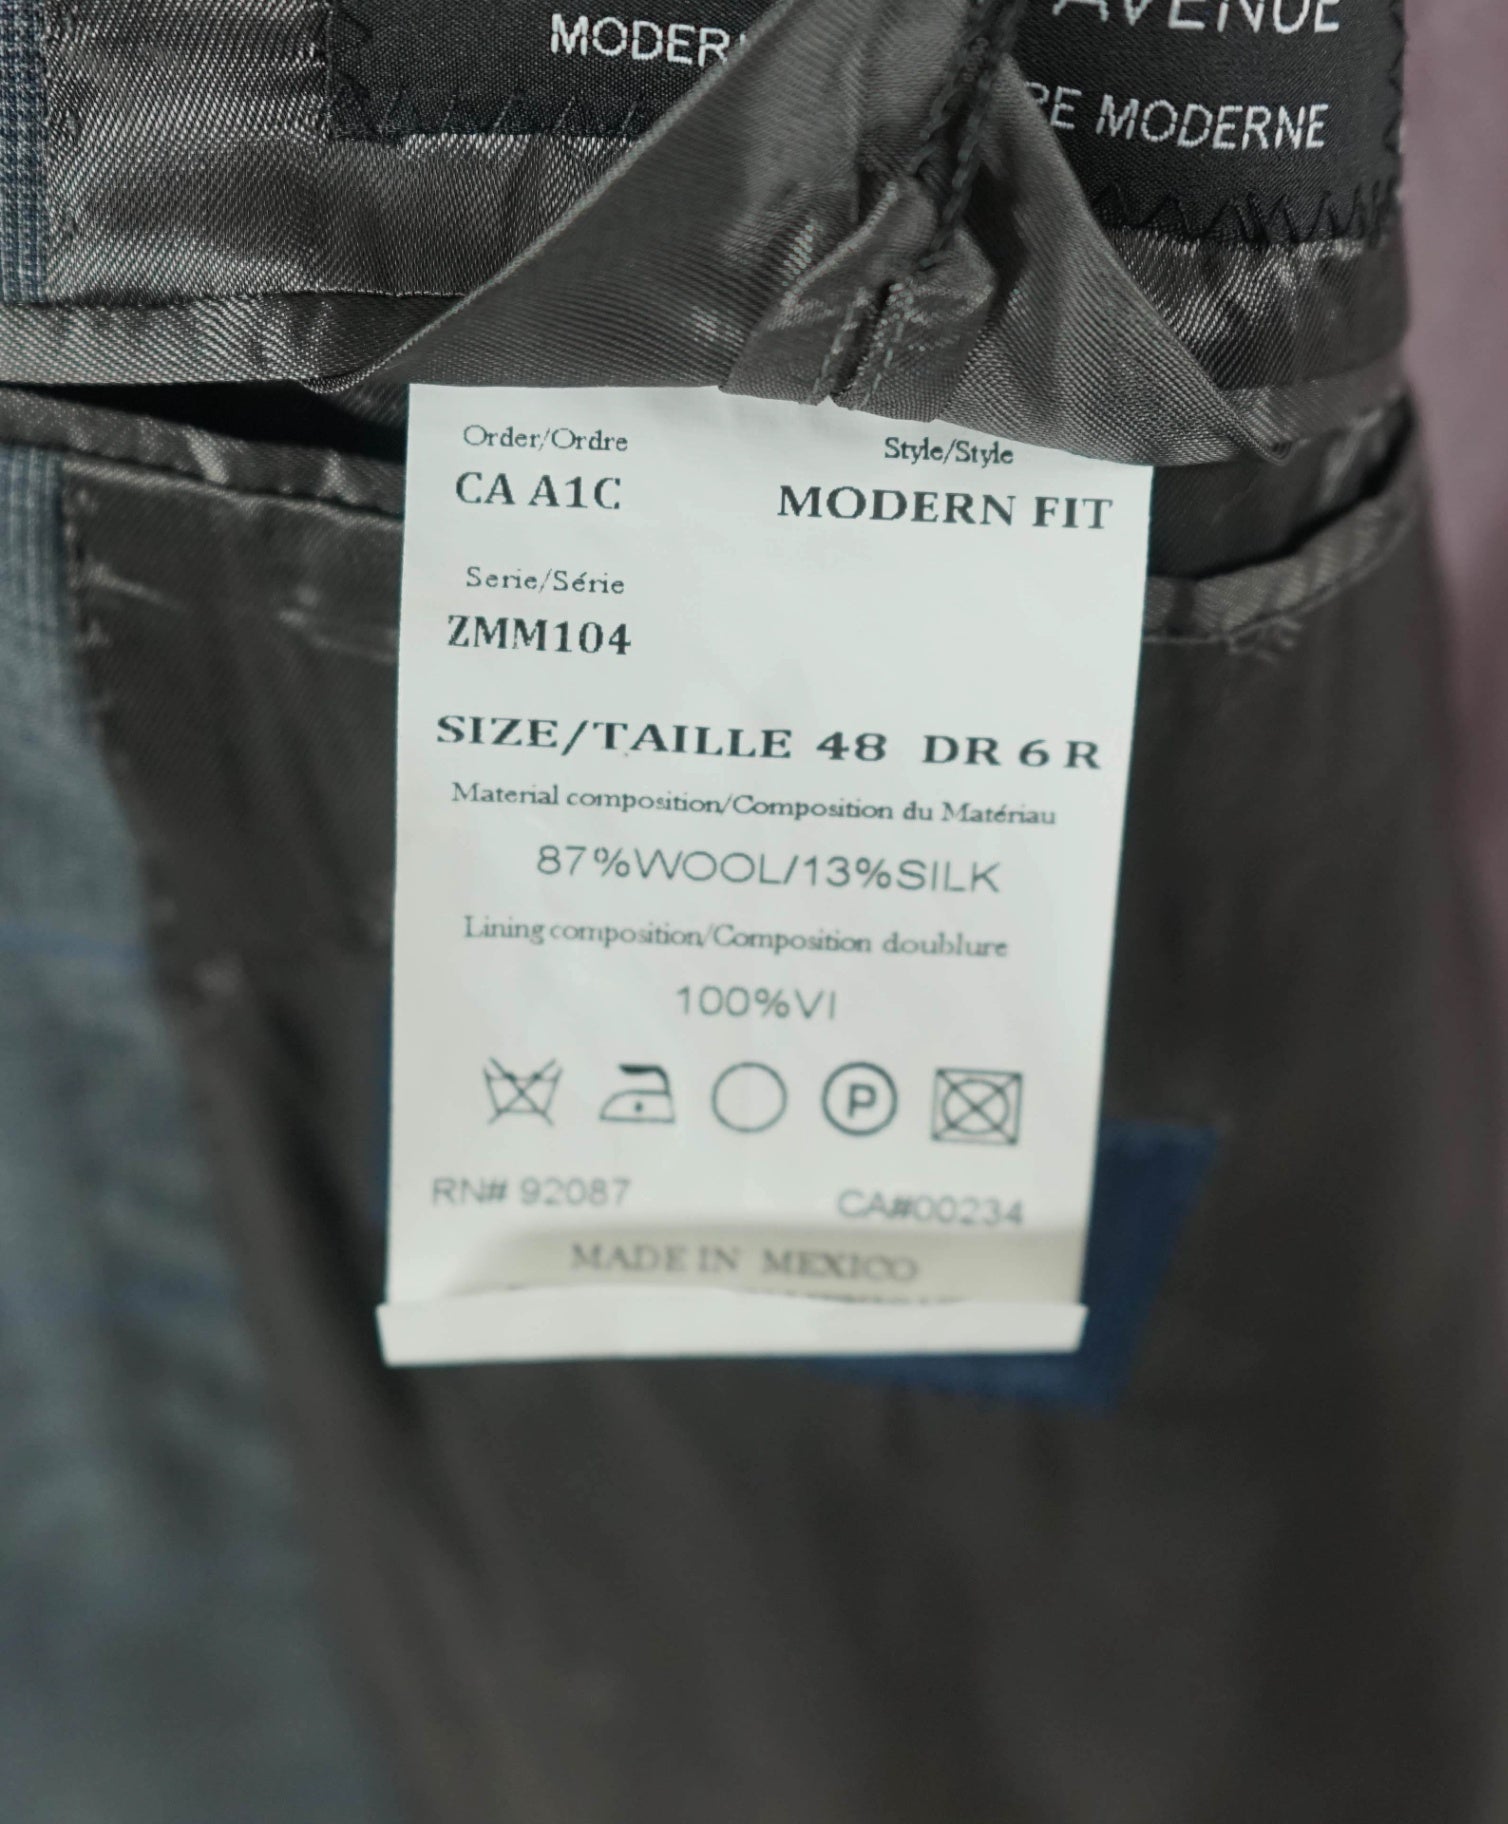 AVENUE
MODER
RE MODERNE
Order/Ordre
Style/Style
CA A1C
MODERN FIT
Serie/Série
ZMM104
SIZE/TAILLE 48 DR 6 R
Material composition/Composition du Matériau
87%WOOL/13%SILK
Lining composition/Composition doublure
100%VI
P
RN# 92087
CA#00234
MADE IN MEXICO